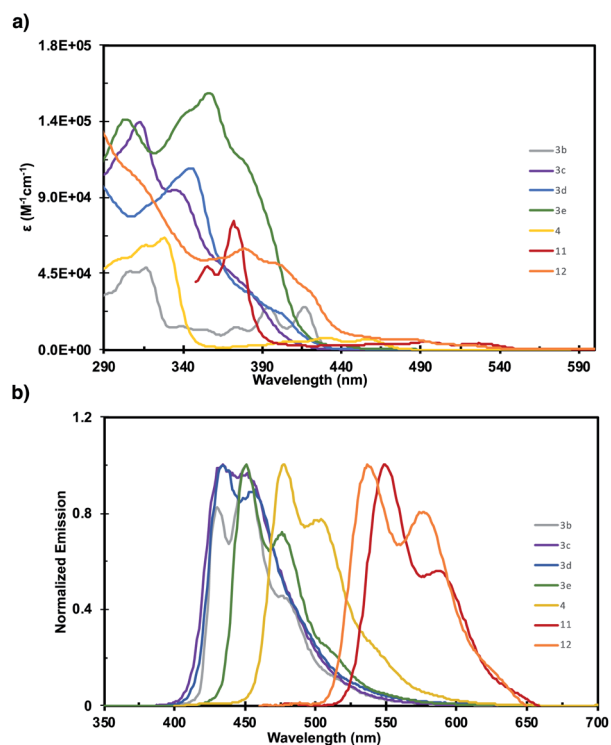 a)
1.8E+05
1.4E+05
9.0E+04
4.5E+04
0.0E+00
ε (M-1 cm-1)
290 340 390 440 490 540 590
Wavelength (nm)
3b
3c
3d
3e
4
11
12
b)
1.2
0.8
0.4
0
Normalized Emission
350 400 450 500 550 600 650 700
Wavelength (nm)
3b
3c
3d
3e
4
11
12